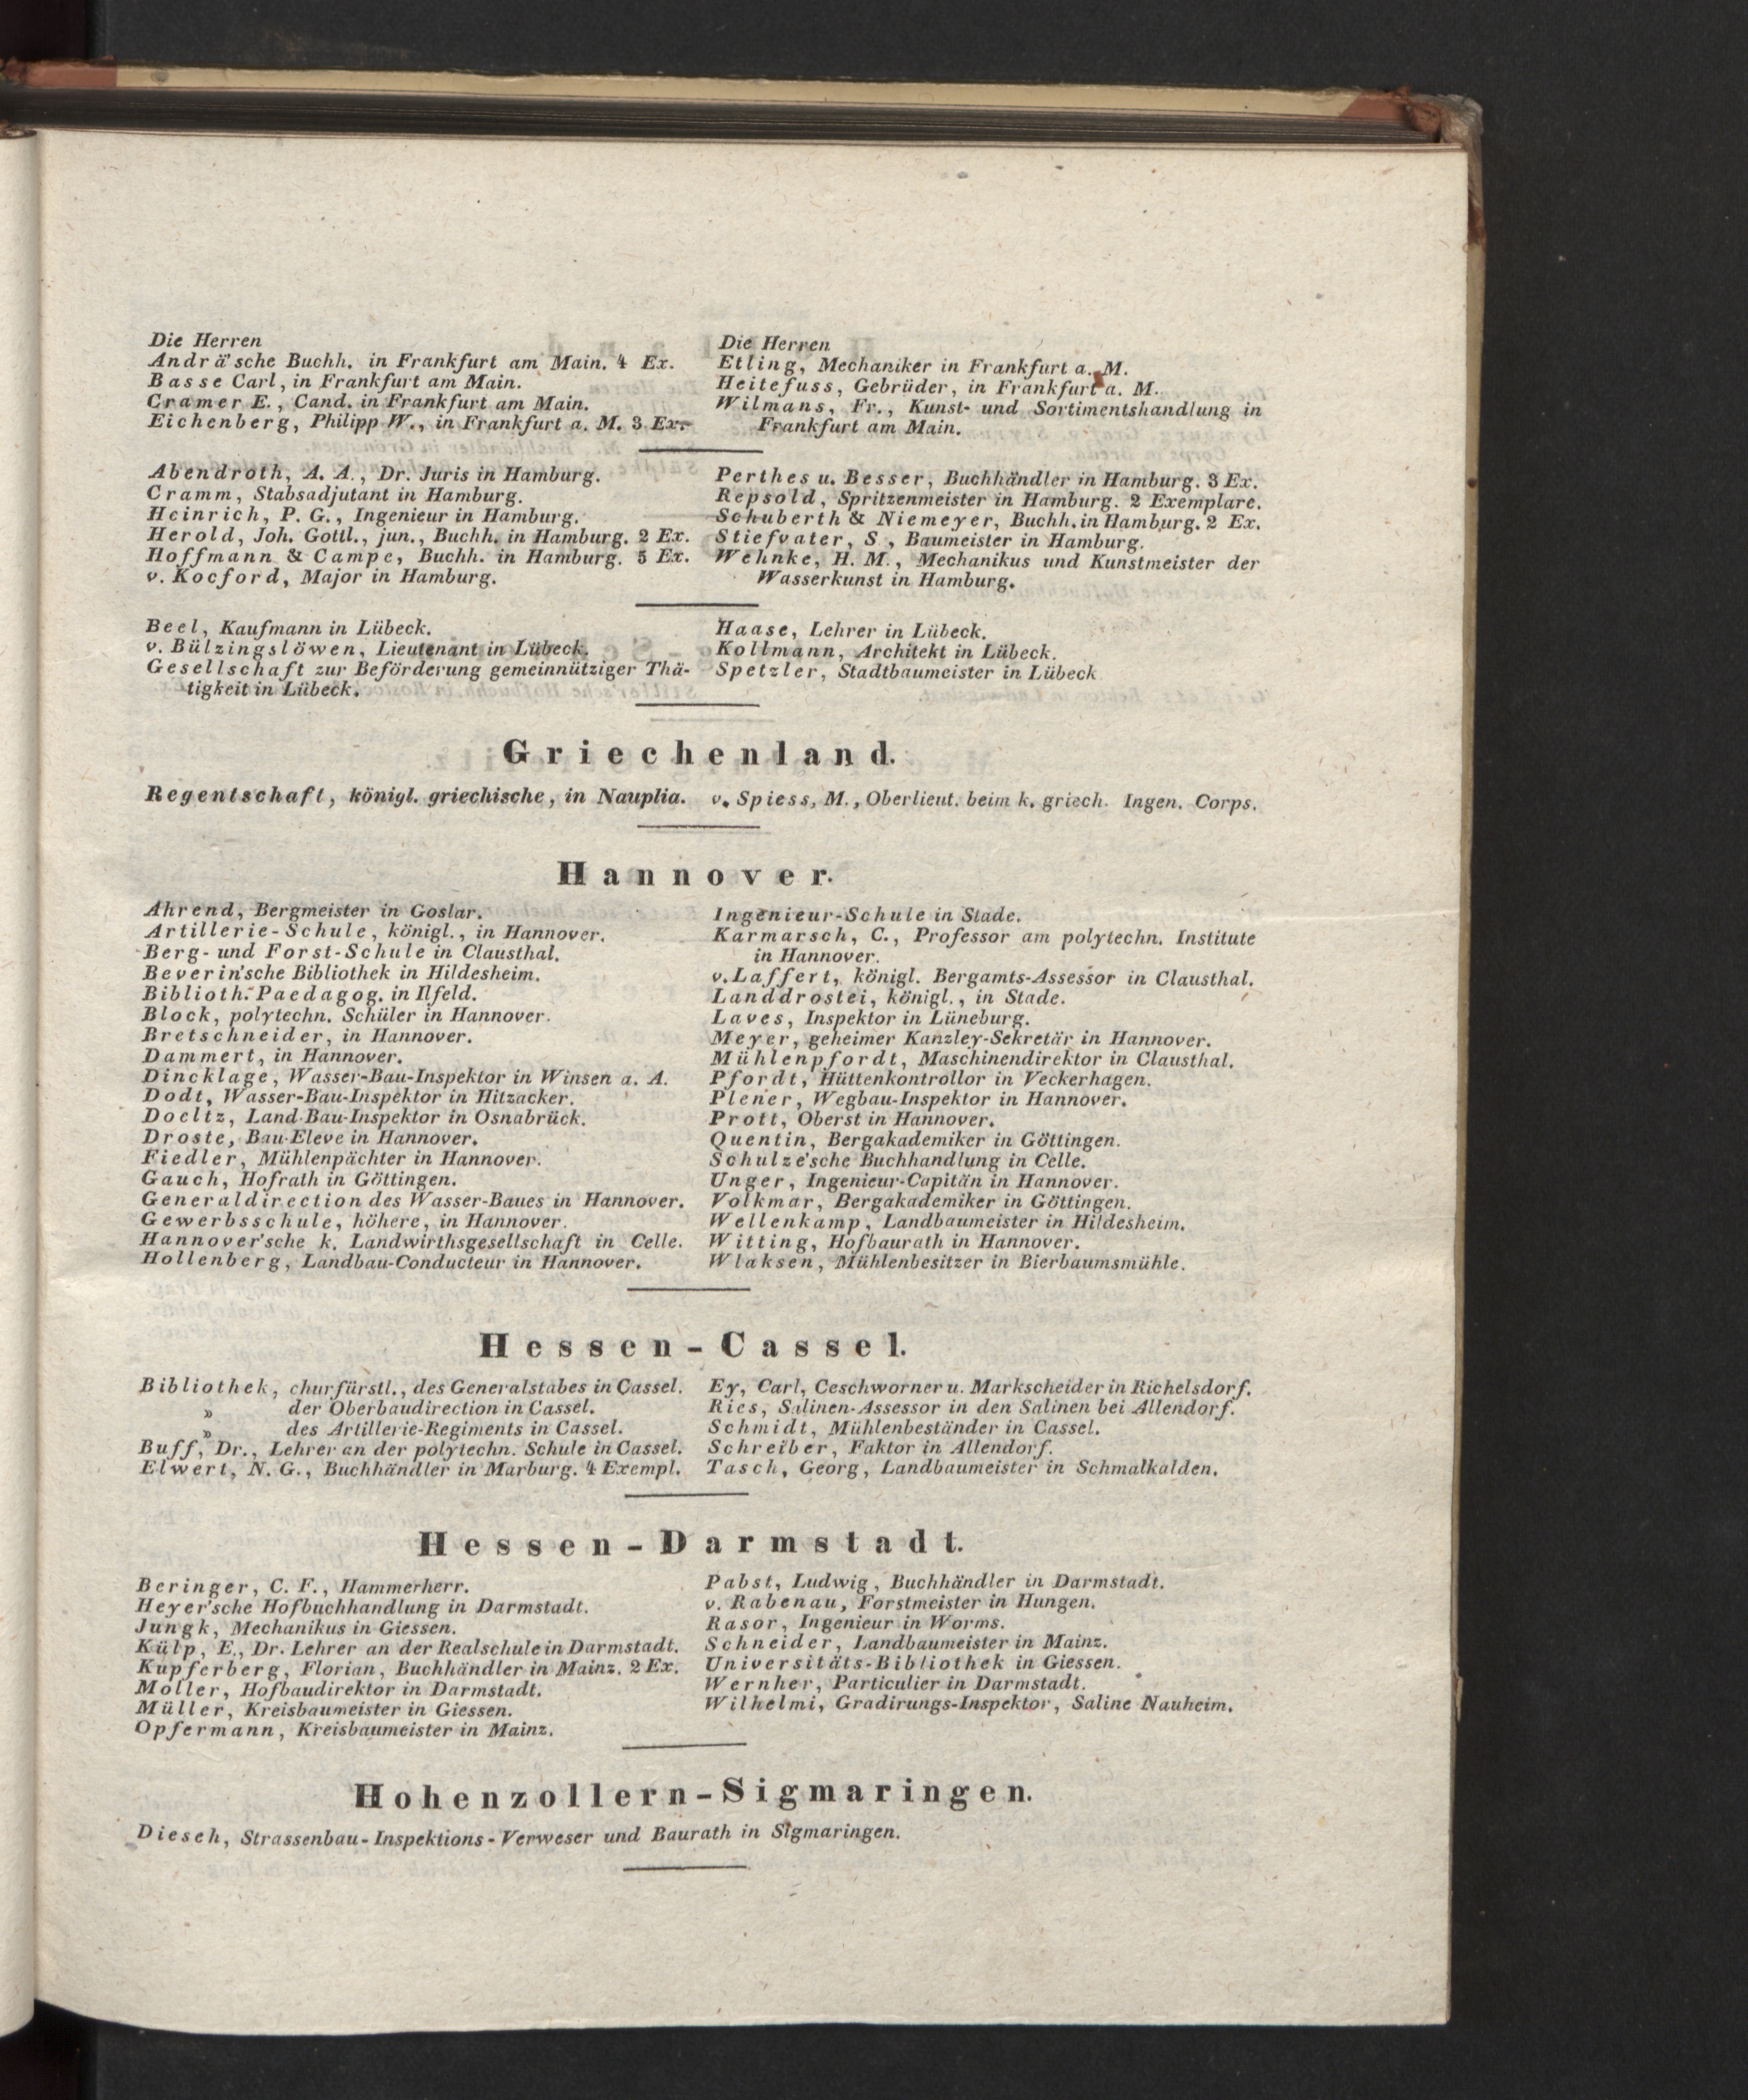 Die Herren
Andrä'sche Buchh. in Frankfurt am Main. 4 Ex.
Basse Carl, in Frankfurt am Main.
Cramer E., Cand. in Frankfurt am Main.
Eichenberg, Philipp W., in Frankfurt a. M. 3 Ex.
Die Herren
Etling, Mechaniker in Frankfurt a. M.
Heitefuss, Gebrüder, in Frankfurt a. M.
Wilmans, Fr., Kunst- und Sortimentshandlung in
Frankfurt am Main.
Abendroth, A. A., Dr. Juris in Hamburg.
Cramm, Stabsadjutant in Hamburg.
Heinrich, P. G., Ingenieur in Hamburg.
Herold, Joh. Gottl., jun., Buchh. in Hamburg. 2 Ex.
Hoffmann & Campe, Buchh. in Hamburg. 5 Ex.
v. Kocford, Major in Hamburg.
Perthes u. Besser, Buchhändler in Hamburg. 3 Ex.
Repsold, Spritzenmeister in Hamburg. 2 Exemplare.
Schuberth & Niemeyer, Buchh. in Hamburg. 2 Ex.
Stiefvater, S., Baumeister in Hamburg.
Wehnke, H. M., Mechanikus und Kunstmeister der
Wasserkunst in Hamburg.
Beel, Kaufmann in Lübeck.
v. Bülzingslöwen, Lieutenant in Lübeck.
Gesellschaft zur Beförderung gemeinnütziger Thä-
tigkeit in Lübeck.
Haase, Lehrer in Lübeck.
Kollmann, Architekt in Lübeck.
Spetzler, Stadtbaumeister in Lübeck
Griechenland.
Regentschaft, königl. griechische, in Nauplia.
v. Spiess, M., Oberlieut. beim k. griech. Ingen. Corps.
Hannover.
Ahrend, Bergmeister in Goslar.
Artillerie-Schule, königl., in Hannover.
Berg- und Forst-Schule in Clausthal.
Beverin'sche Bibliothek in Hildesheim.
Biblioth. Paedagog. in Ilfeld.
Block, polytechn. Schüler in Hannover.
Bretschneider, in Hannover.
Dammert, in Hannover.
Dincklage, Wasser-Bau-Inspektor in Winsen a. A.
Dodt, Wasser-Bau-Inspektor in Hitzacker.
Doeltz, Land-Bau-Inspektor in Osnabrück.
Droste, Bau-Eleve in Hannover.
Fiedler, Mühlenpächter in Hannover.
Gauch, Hofrath in Göttingen.
Generaldirection des Wasser-Baues in Hannover.
Gewerbsschule, höhere, in Hannover.
Hannover'sche k. Landwirthsgesellschaft in Celle.
Hollenberg, Landbau-Conducteur in Hannover.
Ingenieur-Schule in Stade.
Karmarsch, C., Professor am polytechn. Institute
in Hannover.
v. Laffert, königl. Bergamts-Assessor in Clausthal.
Landdrostei, königl., in Stade.
Laves, Inspektor in Lüneburg.
Meyer, geheimer Kanzley-Sekretär in Hannover.
Mühlenpfordt, Maschinendirektor in Clausthal.
Pfordt, Hüttenkontrollor in Veckerhagen.
Plener, Wegbau-Inspektor in Hannover.
Prott, Oberst in Hannover.
Quentin, Bergakademiker in Göttingen.
Schulze'sche Buchhandlung in Celle.
Unger, Ingenieur-Capitän in Hannover.
Volkmar, Bergakademiker in Göttingen.
Wellenkamp, Landbaumeister in Hildesheim.
Witting, Hofbaurath in Hannover.
Wlaksen, Mühlenbesitzer in Bierbaumsmühle.
Hessen-Cassel.
Bibliothek, churfürstl., des Generalstabes in Cassel.
» der Oberbaudirection in Cassel.
» des Artillerie-Regiments in Cassel.
Buff, Dr., Lehrer an der polytechn. Schule in Cassel.
Elwert, N. G., Buchhändler in Marburg. 4 Exempl.
Ey, Carl, Ceschworner u. Markscheider in Richelsdorf.
Ries, Salinen-Assessor in den Salinen bei Allendorf.
Schmidt, Mühlenbeständer in Cassel.
Schreiber, Faktor in Allendorf.
Tasch, Georg, Landbaumeister in Schmalkalden.
Hessen-Darmstadt.
Beringer, C. F., Hammerherr.
Heyer'sche Hofbuchhandlung in Darmstadt.
Jungk, Mechanikus in Giessen.
Külp, E., Dr. Lehrer an der Realschule in Darmstadt.
Kupferberg, Florian, Buchhändler in Mainz. 2 Ex.
Moller, Hofbaudirektor in Darmstadt.
Müller, Kreisbaumeister in Giessen.
Opfermann, Kreisbaumeister in Mainz.
Pabst, Ludwig, Buchhändler in Darmstadt.
v. Rabenau, Forstmeister in Hungen.
Rasor, Ingenieur in Worms.
Schneider, Landbaumeister in Mainz.
Universitäts-Bibliothek in Giessen.
Wernher, Particulier in Darmstadt.
Wilhelmi, Gradirungs-Inspektor, Saline Nauheim.
Hohenzollern-Sigmaringen.
Diesch, Strassenbau-Inspektions-Verweser und Baurath in Sigmaringen.